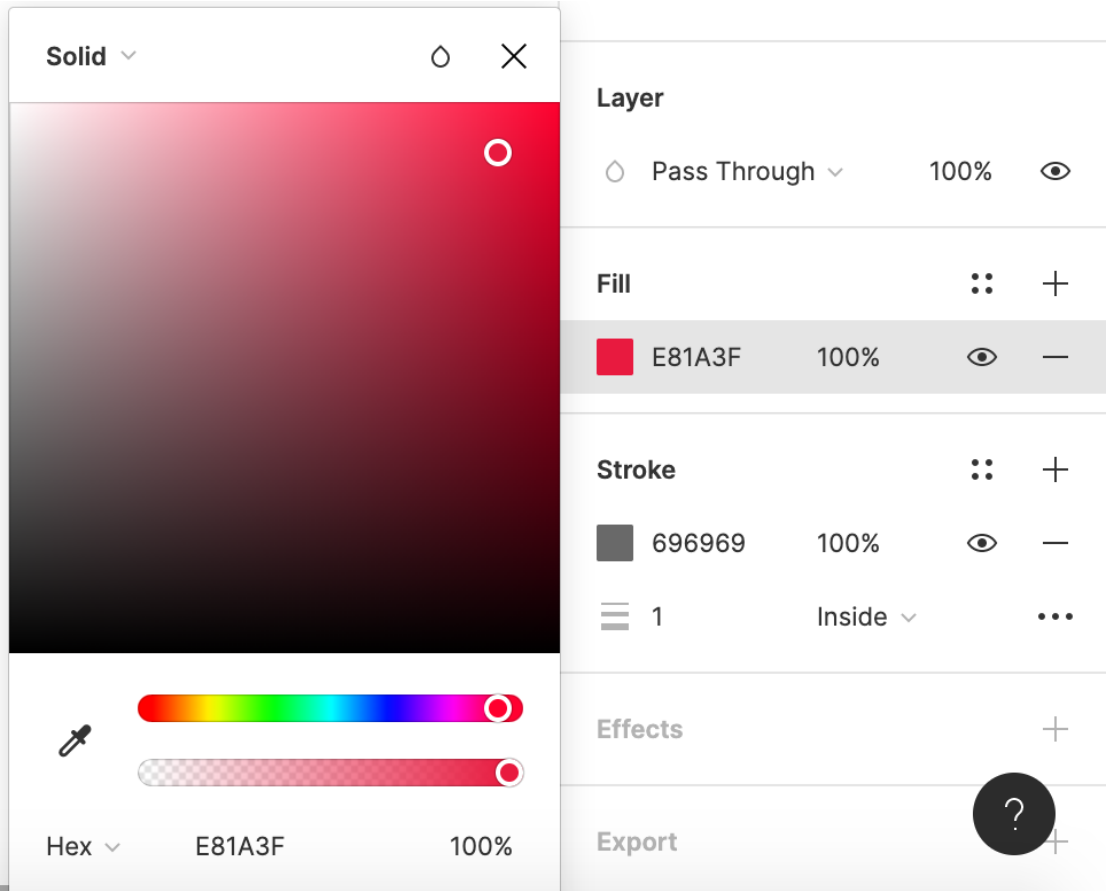 Solid
Hex E81A3F 100%
Layer
Pass Through 100%
Fill
E81A3F 100%
Stroke
696969 100%
1 Inside
Effects
Export
?